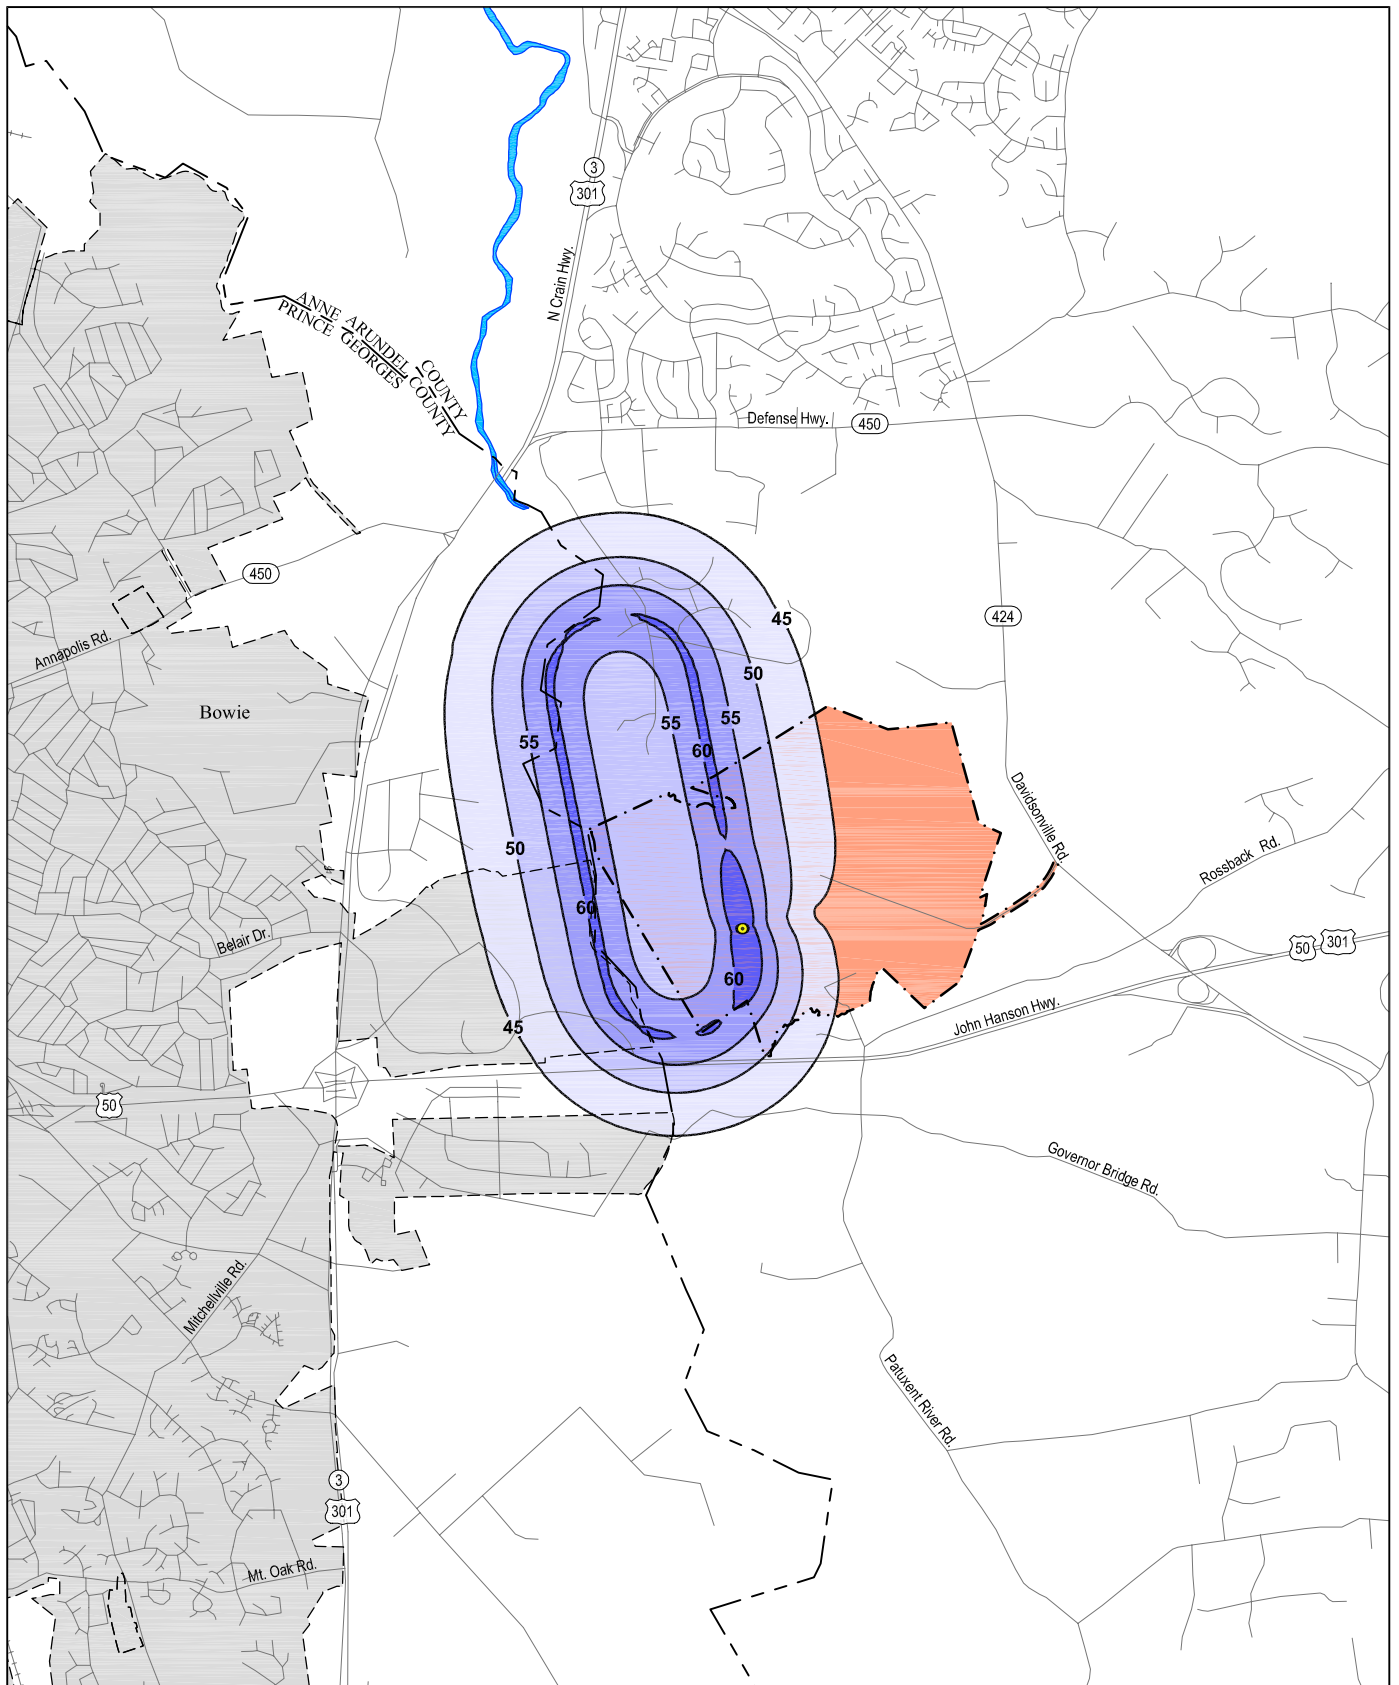 3
301
N Crain Hwy.
ANNE ARUNDEL COUNTY
PRINCE GEORGES COUNTY
Defense Hwy.
450
450
Annapolis Rd.
45
424
50
Bowie
55
55
55
60
Davidsonville Rd.
50
Rossback Rd.
60
Belair Dr.
50
301
60
45
John Hanson Hwy.
50
Governor Bridge Rd.
Mitchellville Rd.
Patuxent River Rd.
3
301
Mt. Oak Rd.